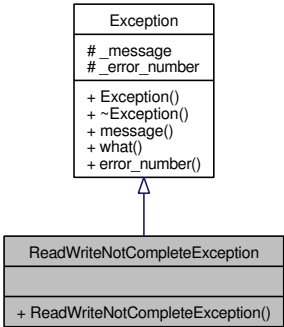 Exception
# _message
# _error_number
+ Exception()
+ ~Exception()
+ message()
+ what()
+ error_number()
ReadWriteNotCompleteException
+ ReadWriteNotCompleteException()